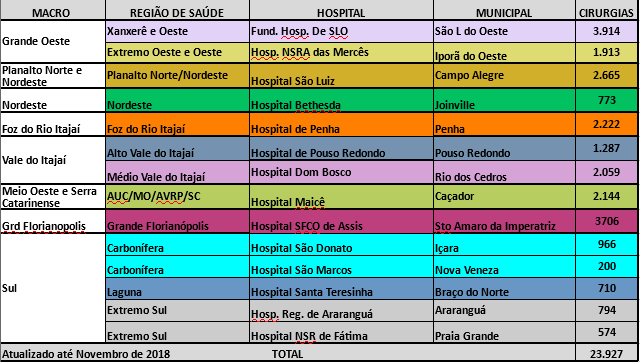 MACRO REGIÃO DE SAÚDE HOSPITAL MUNICIPAL CIRURGIAS
Grande Oeste
Xanxerê e Oeste Fund. Hosp. De SLO São L do Oeste 3.914
Extremo Oeste e Oeste Hosp. NSRA das Mercês Iporã do Oeste 1.913
Planalto Norte e
Nordeste
Planalto Norte/Nordeste Hospital São Luiz Campo Alegre 2.665
Nordeste Nordeste Hospital Bethesda Joinville 773
Foz do Rio Itajaí Foz do Rio Itajaí Hospital de Penha Penha 2.222
Vale do Itajaí
Alto Vale do Itajaí Hospital de Pouso Redondo Pouso Redondo 1.287
Médio Vale do Itajaí Hospital Dom Bosco Rio dos Cedros 2.059
Meio Oeste e Serra
Catarinense
AUC/MO/AVRP/SC Hospital Maicê Caçador 2.144
Grd Florianopolis Grande Florianópolis Hospital SFCO de Assis Sto Amaro da Imperatriz 3706
Sul
Carbonífera Hospital São Donato Içara 966
Carbonífera Hospital São Marcos Nova Veneza 200
Laguna Hospital Santa Teresinha Braço do Norte 710
Extremo Sul Hosp. Reg. de Araranguá Araranguá 794
Extremo Sul Hospital NSR de Fátima Praia Grande 574
Atualizado até Novembro de 2018 TOTAL 23.927